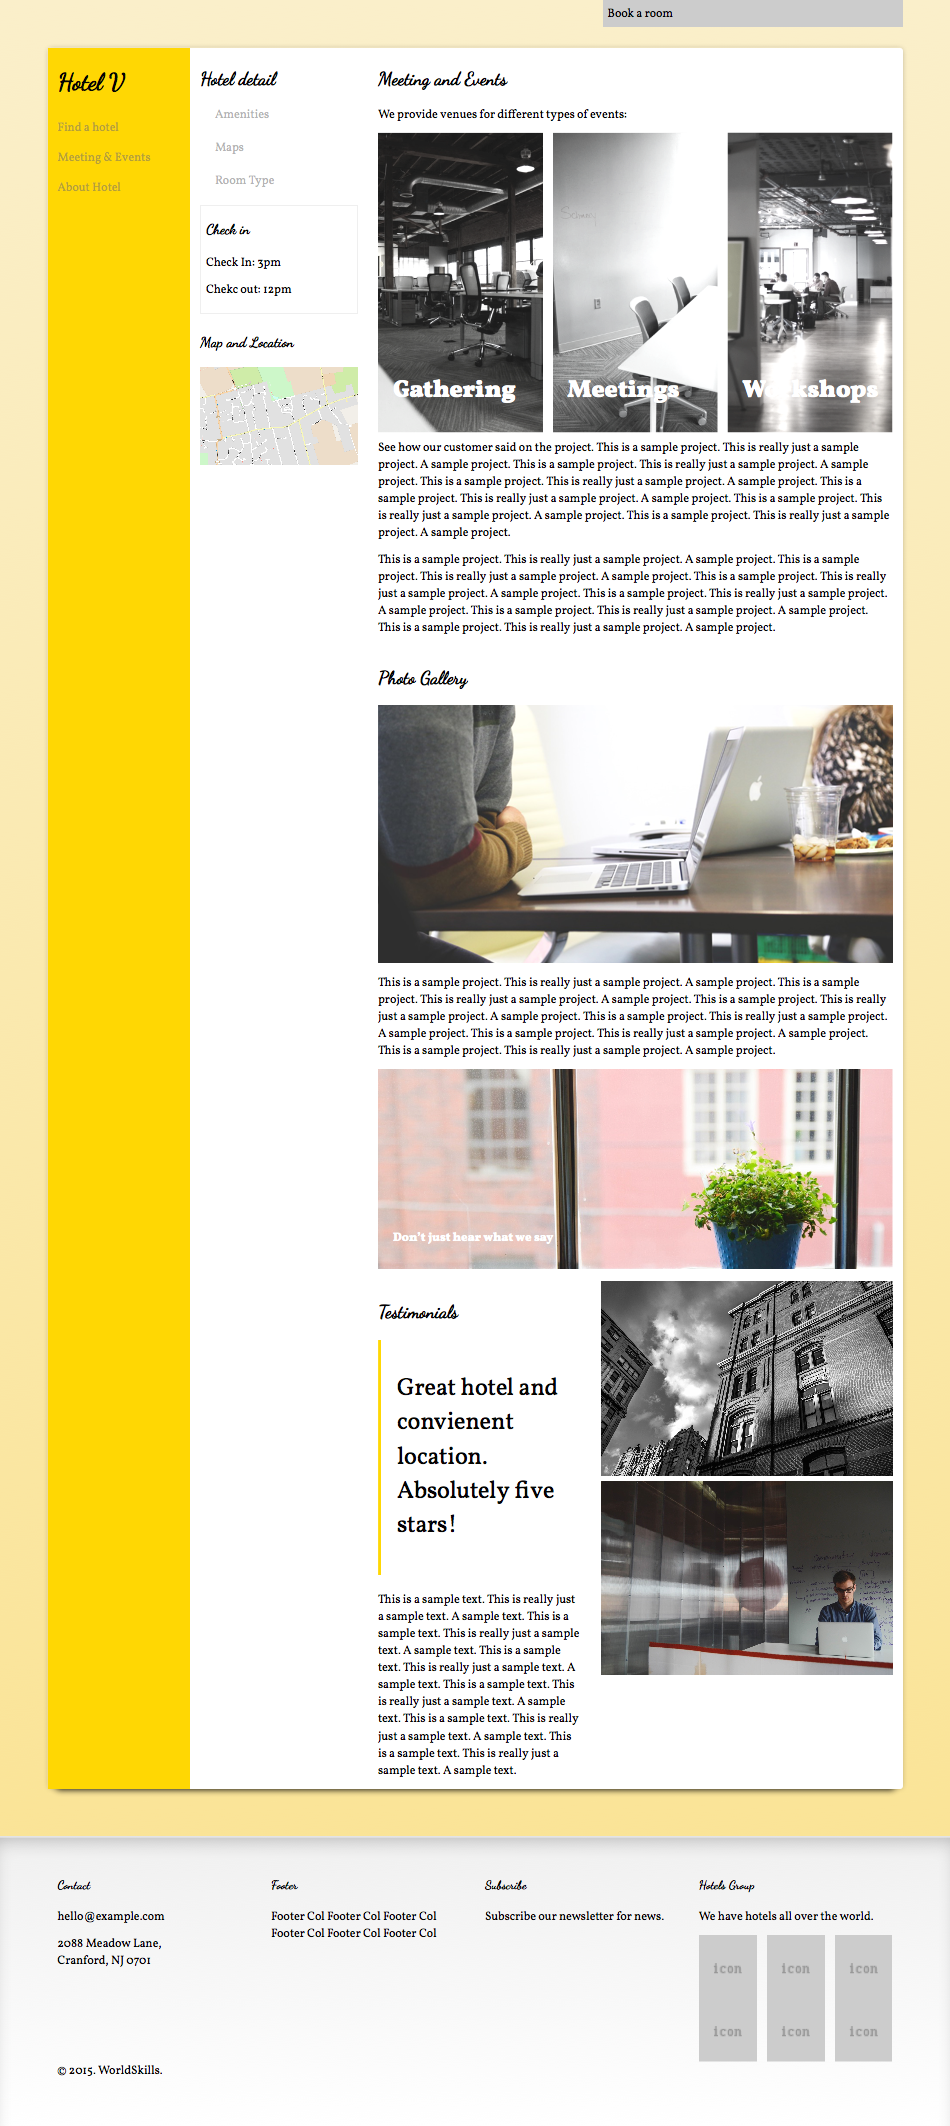 Book a room
Hotel V
Find a hotel
Meeting & Events
About Hotel
Hotel detail
Amenities
Maps
Room Type
Check in
Check In: 3pm
Chekc out: 12pm
Map and Location
Meeting and Events
We provide venues for different types of events:
Gathering
Meetings
Workshops
See how our customer said on the project. This is a sample project. This is really just a sample
project. A sample project. This is a sample project. This is really just a sample project. A sample
project. This is a sample project. This is really just a sample project. A sample project. This is a
sample project. This is really just a sample project. A sample project. This is a sample project. This
is really just a sample project. A sample project. This is a sample project. This is really just a sample
project. A sample project.
This is a sample project. This is really just a sample project. A sample project. This is a sample
project. This is really just a sample project. A sample project. This is a sample project. This is really
just a sample project. A sample project. This is a sample project. This is really just a sample project.
A sample project. This is a sample project. This is really just a sample project. A sample project.
This is a sample project. This is really just a sample project. A sample project.
Photo Gallery
This is a sample project. This is really just a sample project. A sample project. This is a sample
project. This is really just a sample project. A sample project. This is a sample project. This is really
just a sample project. A sample project. This is a sample project. This is really just a sample project.
A sample project. This is a sample project. This is really just a sample project. A sample project.
This is a sample project. This is really just a sample project. A sample project.
Don't just hear what we say
Testimonials
Great hotel and
convienent
location.
Absolutely five
stars!
This is a sample text. This is really just
a sample text. A sample text. This is a
sample text. This is really just a sample
text. A sample text. This is a sample
text. This is really just a sample text. A
sample text. This is a sample text. This
is really just a sample text. A sample
text. This is a sample text. This is really
just a sample text. A sample text. This
is a sample text. This is really just a
sample text. A sample text.
Contact
hello@example.com
2088 Meadow Lane,
Cranford, NJ 0701
© 2015. WorldSkills.
Footer
Footer Col Footer Col Footer Col
Footer Col Footer Col Footer Col
Subscribe
Subscribe our newsletter for news.
Hotels Group
We have hotels all over the world.
icon icon icon
icon icon icon